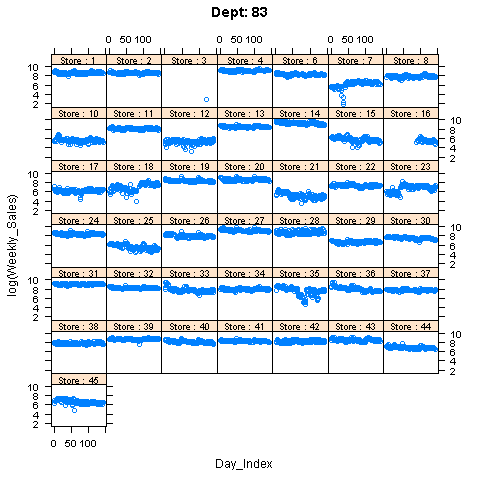 Dept: 83
0 50 100 0 50 100 0 50 100
Store : 1 Store : 2 Store : 3 Store : 4 Store : 6 Store : 7 Store : 8
10 8 6 4 2
Store : 10 Store : 11 Store : 12 Store : 13 Store : 14 Store : 15 Store : 16
10 8 6 4 2
Store : 17 Store : 18 Store : 19 Store : 20 Store : 21 Store : 22 Store : 23
10 8 6 4 2
Store : 24 Store : 25 Store : 26 Store : 27 Store : 28 Store : 29 Store : 30
10 8 6 4 2
Store : 31 Store : 32 Store : 33 Store : 34 Store : 35 Store : 36 Store : 37
10 8 6 4 2
Store : 38 Store : 39 Store : 40 Store : 41 Store : 42 Store : 43 Store : 44
10 8 6 4 2
Store : 45
10 8 6 4 2
0 50 100 0 50 100 0 50 100
log(Weekly_Sales)
Day_Index